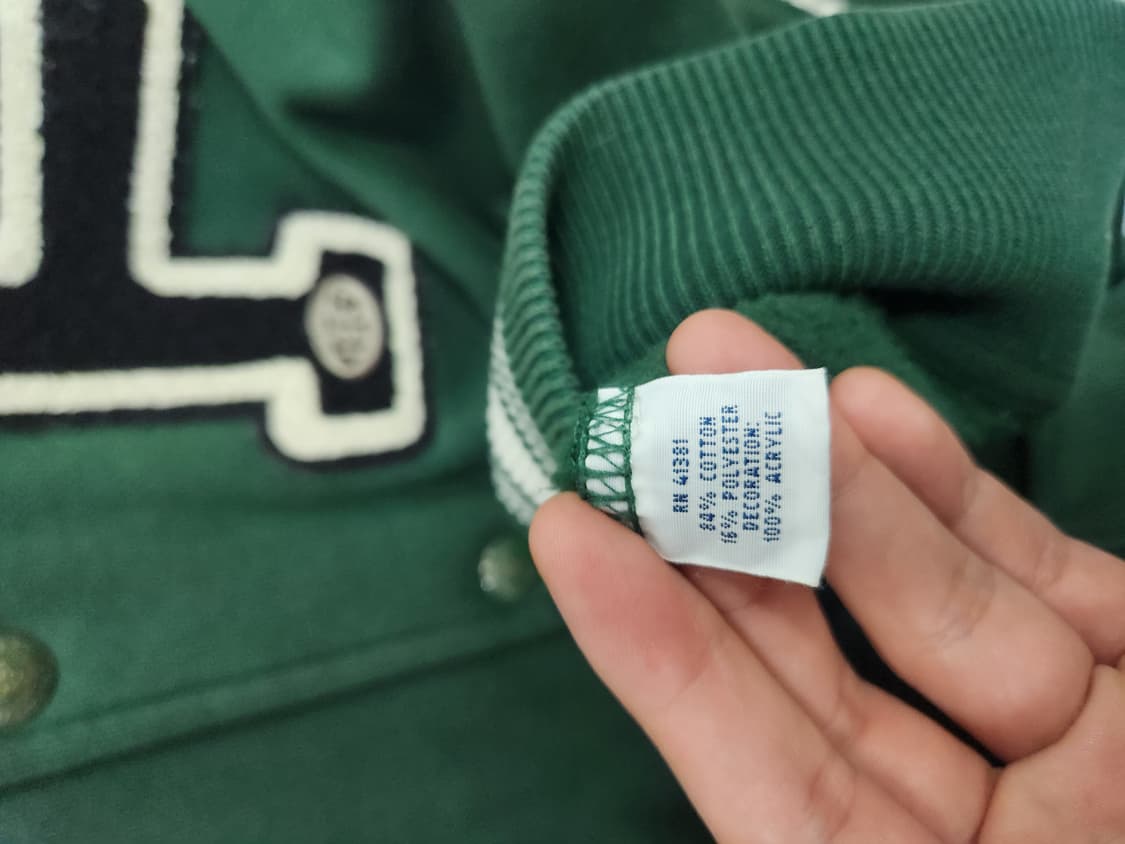 RN 41381
84% COTTON
16% POLYESTER
DECORATION:
100% ACRYLIC